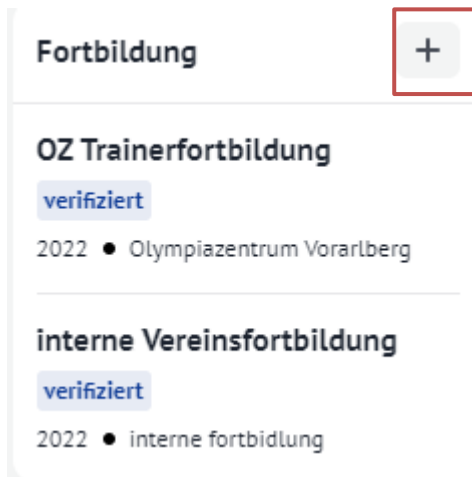 Fortbildung +
OZ Trainerfortbildung
verifiziert
2022 ● Olympiazentrum Vorarlberg
interne Vereinsfortbildung
verifiziert
2022 ● interne fortbidlung